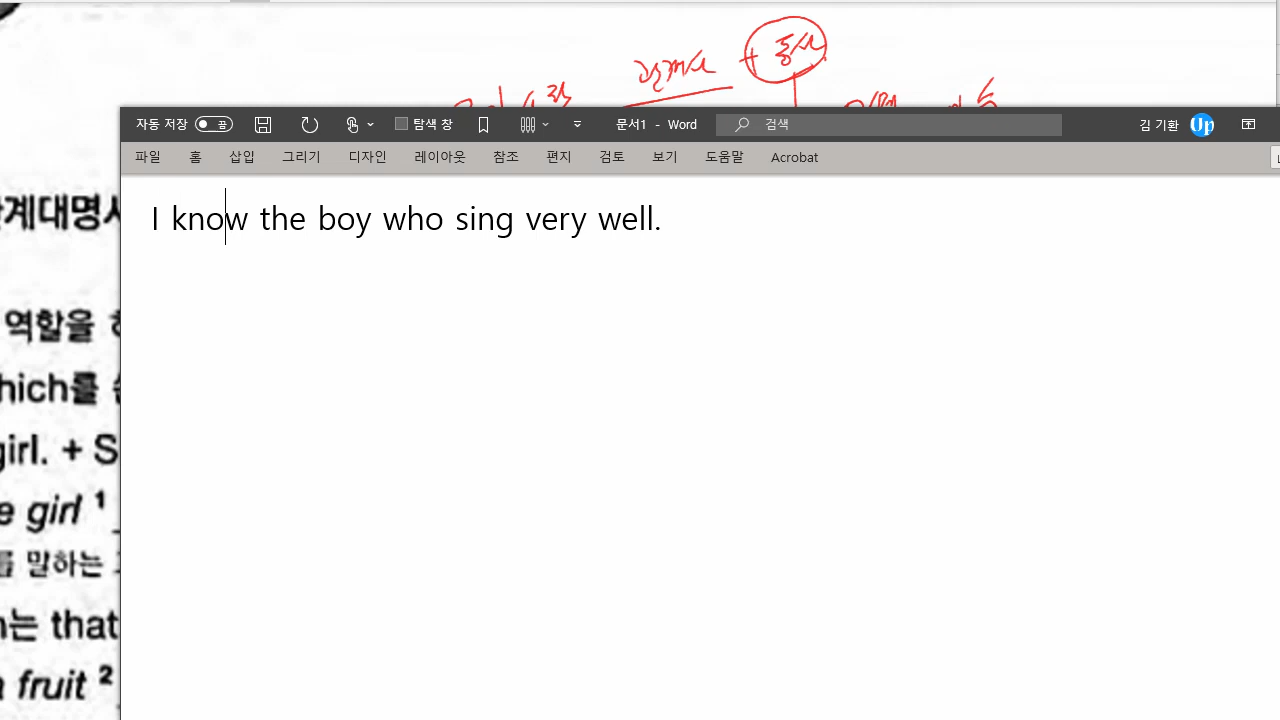 관계사 + 동사
자동 저장 끔 탐색 창 문서1 - Word 검색 김 기환 Up
파일 홈 삽입 그리기 디자인 레이아웃 참조 편지 검토 보기 도움말 Acrobat
I know the boy who sing very well.
계대명사
역할을
hich를
girl. + S
e girl ¹
를 말하는
는 that
a fruit ²